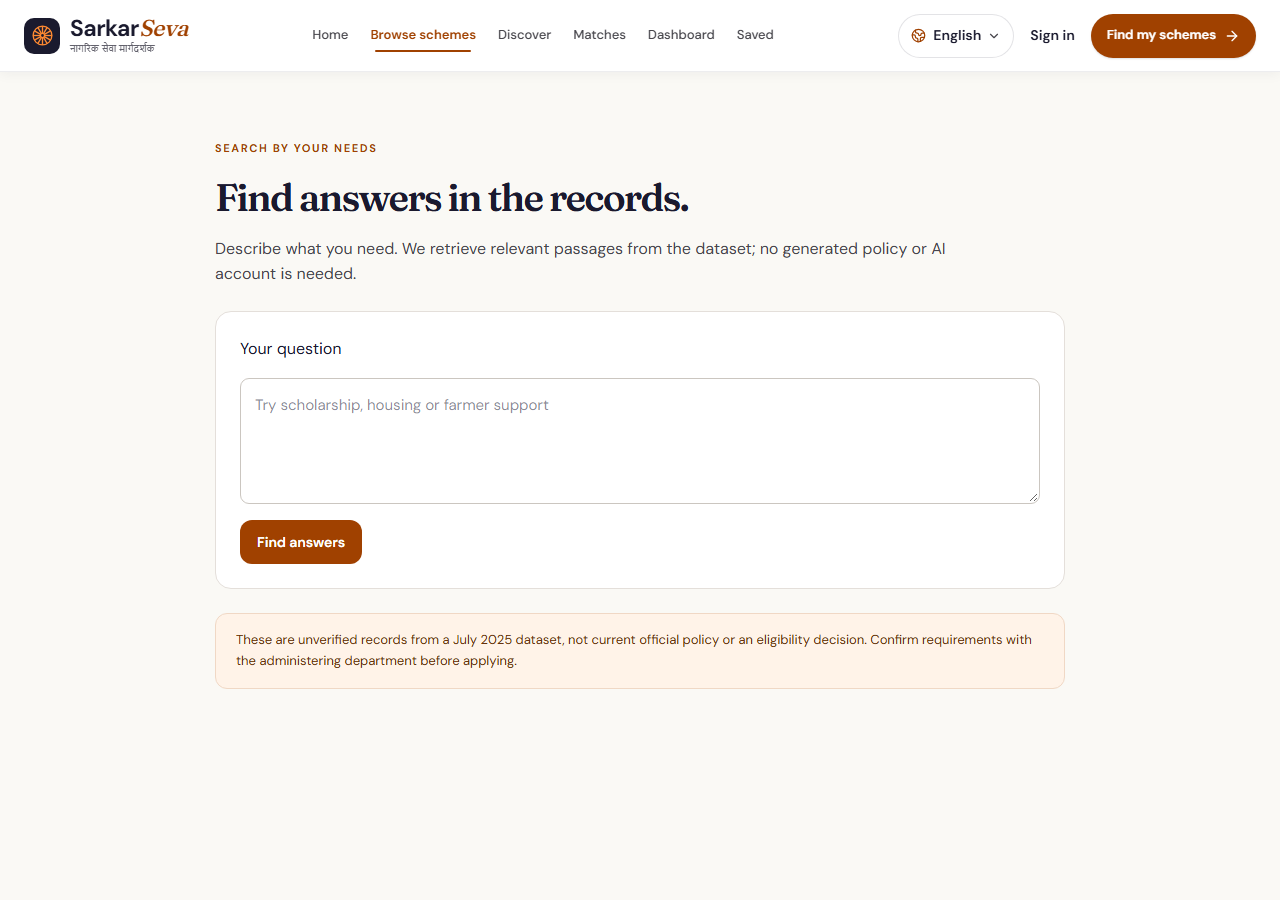 SarkarSeva
नागरिक सेवा मार्गदर्शक
Home
Browse schemes
Discover
Matches
Dashboard
Saved
English
Sign in
Find my schemes
SEARCH BY YOUR NEEDS
Find answers in the records.
Describe what you need. We retrieve relevant passages from the dataset; no generated policy or AI
account is needed.
Your question
Try scholarship, housing or farmer support
Find answers
These are unverified records from a July 2025 dataset, not current official policy or an eligibility decision. Confirm requirements with
the administering department before applying.